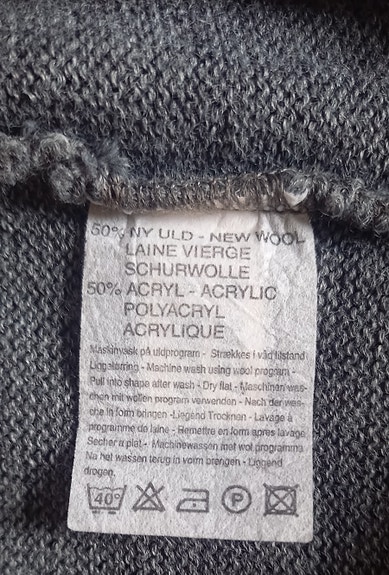 50% NY ULD - NEW WOOL
LAINE VIERGE
SCHURWOLLE
50% ACRYL - ACRYLIC
POLYACRYL
ACRYLIQUE
Maskinvask på uldprogram - Strækkes i våd tilstand
Liggetørring - Machine wash using wool program -
Pull into shape after wash - Dry flat - Maschinen was-
chen mit wollen program verwenden - Nach der wes-
che in form bringen - Liegend Trocknen - Lavage à
programme de laine - Remettre en form après lavage
Secher a plat - Machinewassen met wol programma
Na het wassen terug in vorm brengen - Liggend
drogen.
40° P